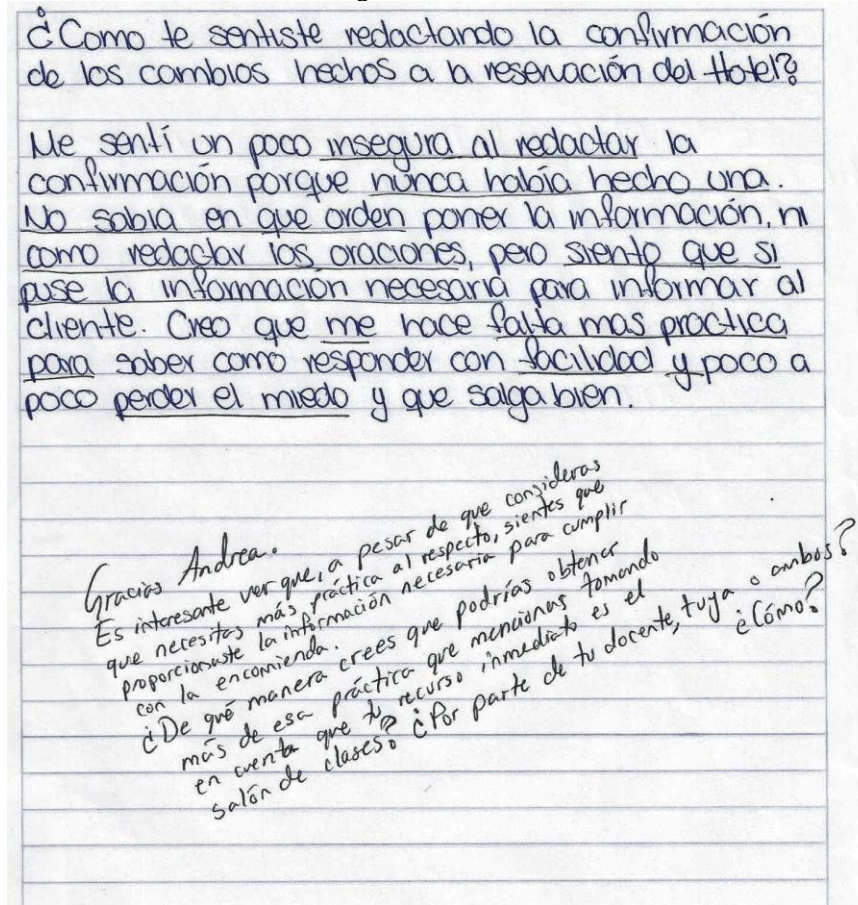 ¿Como te sentiste redactando la confirmación
de los cambios hechos a la reservación del Hotel?
Me sentí un poco insegura al redactar la
confirmación porque nunca había hecho una.
No sabia en que orden poner la información, ni
como redactar las oraciones, pero siento que si
puse la información necesaria para informar al
cliente. Creo que me hace falta mas practica
para saber como responder con facilidad y poco a
poco perder el miedo y que salga bien.
Gracias Andrea.
Es interesante ver que, a pesar de que consideras
que necesitas más práctica al respecto, sientes que
proporcionaste la información necesaria para cumplir
con la encomienda.
¿De qué manera crees que podrías obtener
más de esa práctica que mencionas tomando
en cuenta que tu recurso inmediato es el
salón de clases? ¿Por parte de tu docente, tuya o ambos?
¿Cómo?